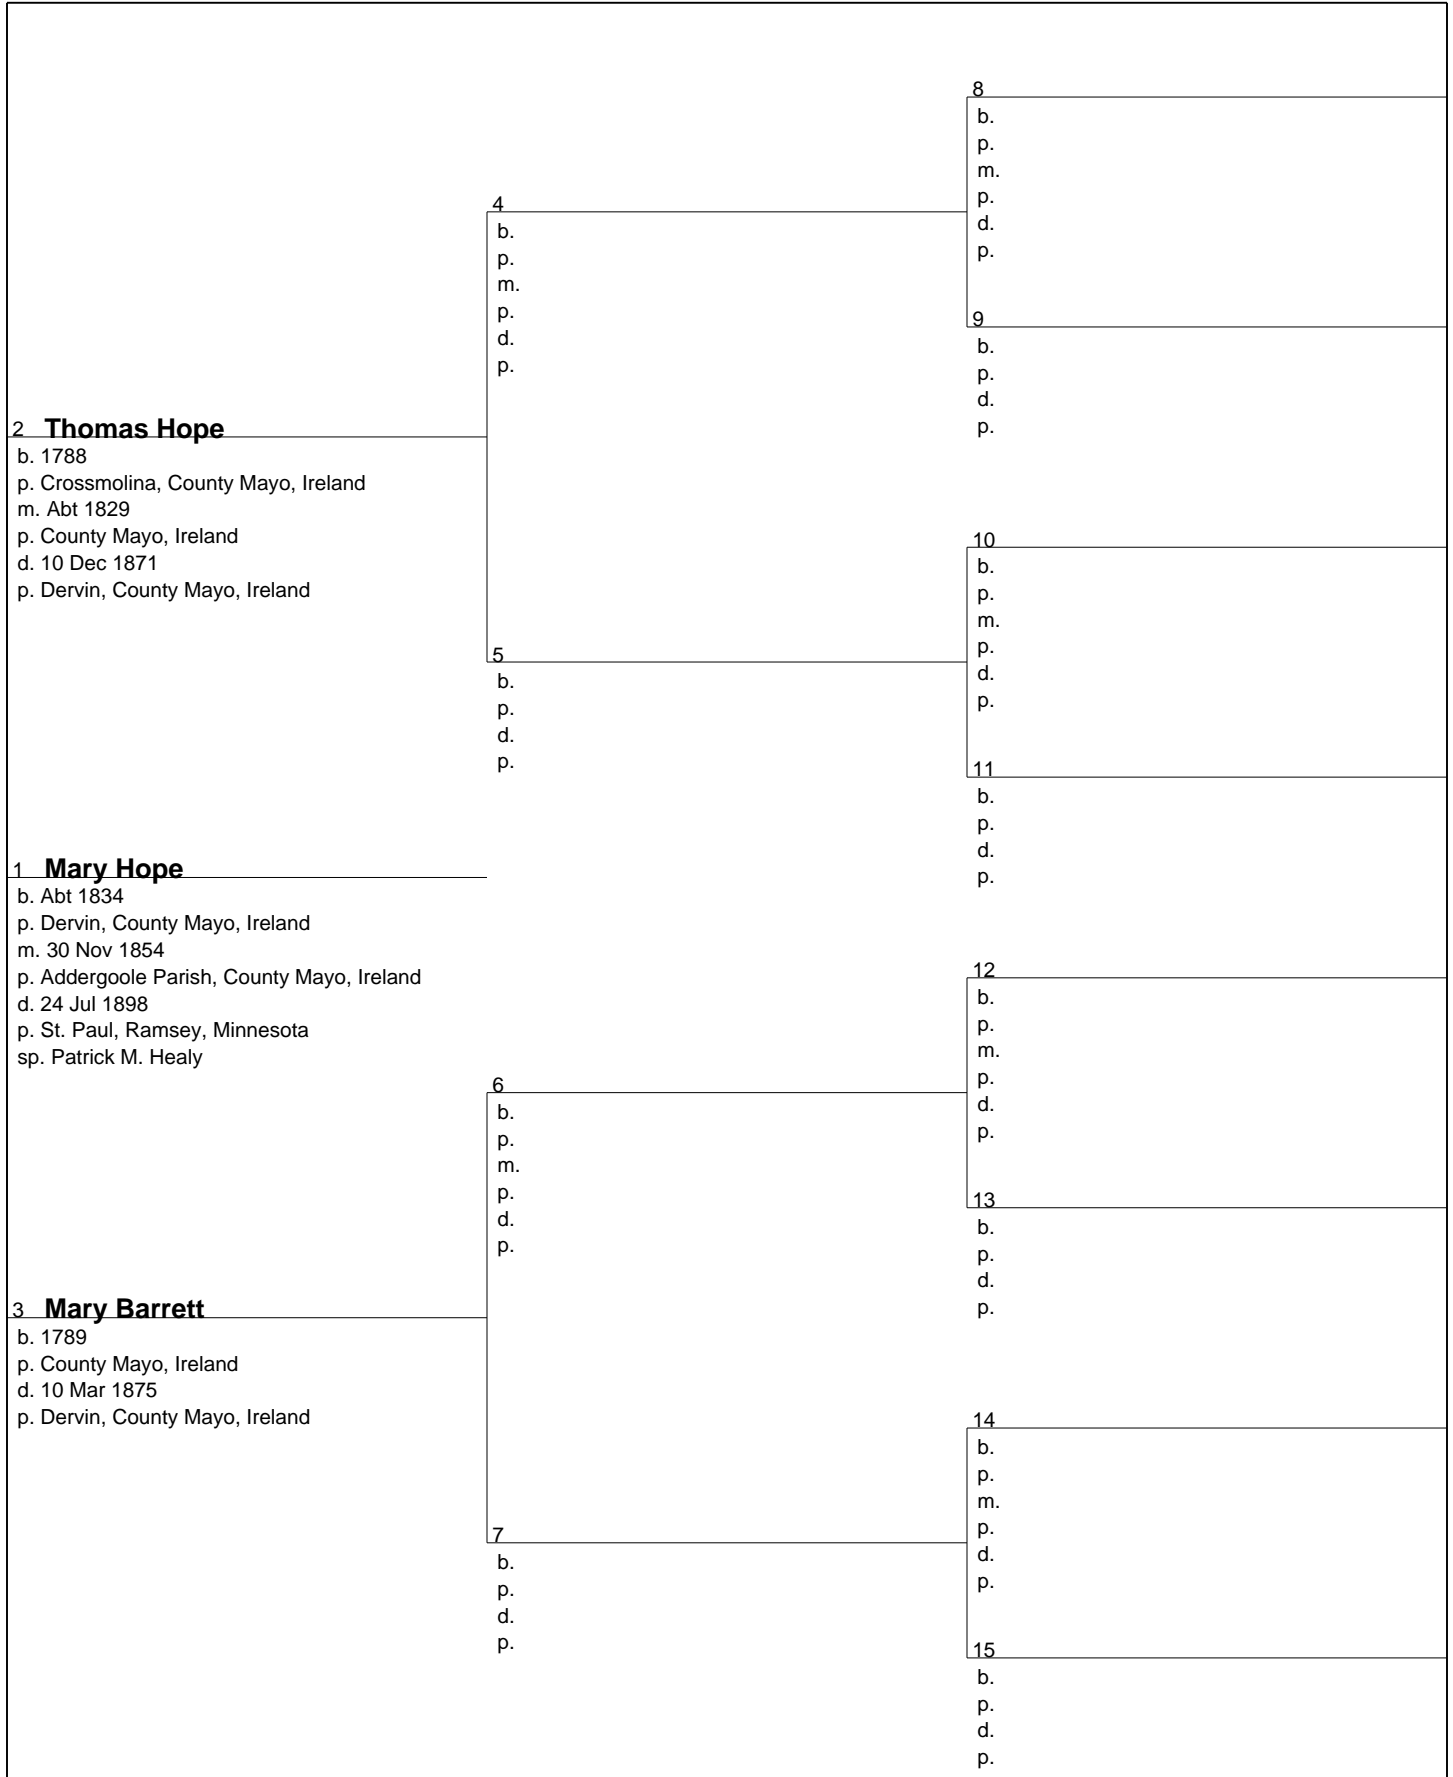 8
b.
p.
m.
p.
d.
p.
4
b.
p.
m.
p.
d.
p.
9
b.
p.
d.
p.
2 Thomas Hope
b. 1788
p. Crossmolina, County Mayo, Ireland
m. Abt 1829
p. County Mayo, Ireland
d. 10 Dec 1871
p. Dervin, County Mayo, Ireland
10
b.
p.
m.
p.
d.
p.
5
b.
p.
d.
p.
11
b.
p.
d.
p.
1 Mary Hope
b. Abt 1834
p. Dervin, County Mayo, Ireland
m. 30 Nov 1854
p. Addergoole Parish, County Mayo, Ireland
d. 24 Jul 1898
p. St. Paul, Ramsey, Minnesota
sp. Patrick M. Healy
12
b.
p.
m.
p.
d.
p.
6
b.
p.
m.
p.
d.
p.
13
b.
p.
d.
p.
3 Mary Barrett
b. 1789
p. County Mayo, Ireland
d. 10 Mar 1875
p. Dervin, County Mayo, Ireland
14
b.
p.
m.
p.
d.
p.
7
b.
p.
d.
p.
15
b.
p.
d.
p.